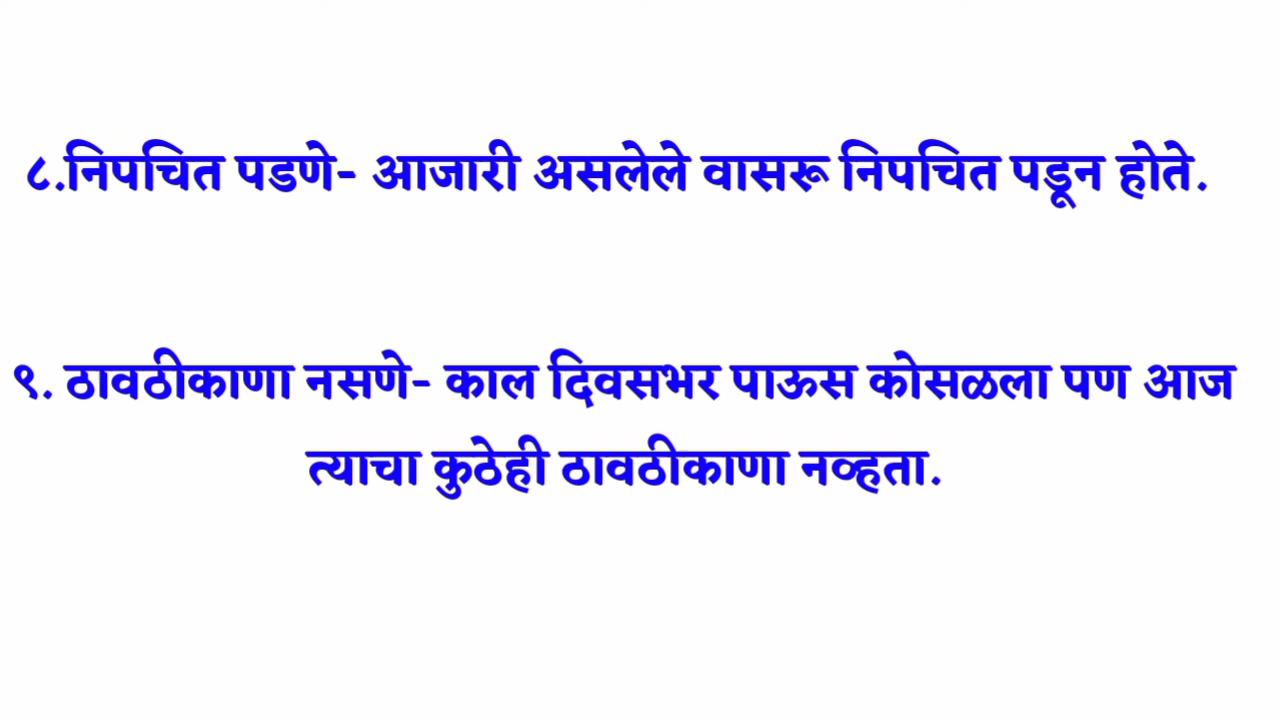 ८.निपचित पडणे- आजारी असलेले वासरू निपचित पडून होते.
९. ठावठीकाणा नसणे- काल दिवसभर पाऊस कोसळला पण आज
त्याचा कुठेही ठावठीकाणा नव्हता.